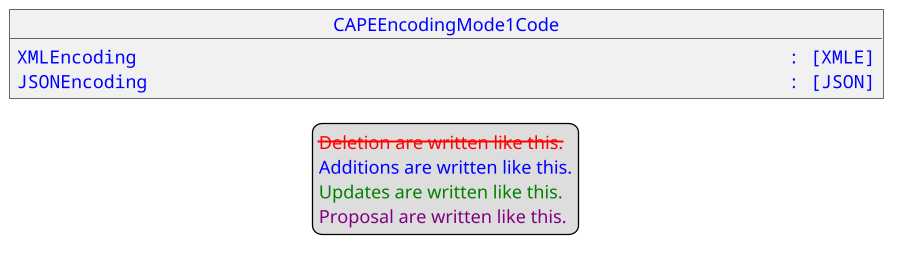 CAPEEncodingMode1Code
XMLEncoding : [XMLE]
JSONEncoding : [JSON]
Deletion are written like this.
Additions are written like this.
Updates are written like this.
Proposal are written like this.